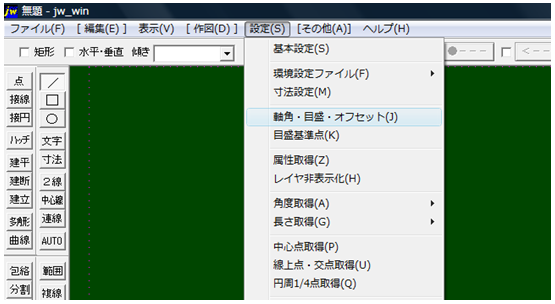 jw 無題 - jw_win
ファイル(F) [ 編集(E) ] 表示(V) [ 作図(D) ] 設定(S) [その他(A)] ヘルプ(H)
矩形 水平・垂直 傾き ● --- < ---
基本設定(S)
環境設定ファイル(F)
寸法設定(M)
軸角・目盛・オフセット(J)
目盛基準点(K)
属性取得(Z)
レイヤ非表示化(H)
角度取得(A)
長さ取得(G)
中心点取得(P)
線上点・交点取得(U)
円周1/4点取得(Q)
点 ／
接線 □
接円 ○
ハッチ 文字
建平 寸法
建断 2線
建立 中心線
多角形 連線
曲線 AUTO
包絡 範囲
分割 複線